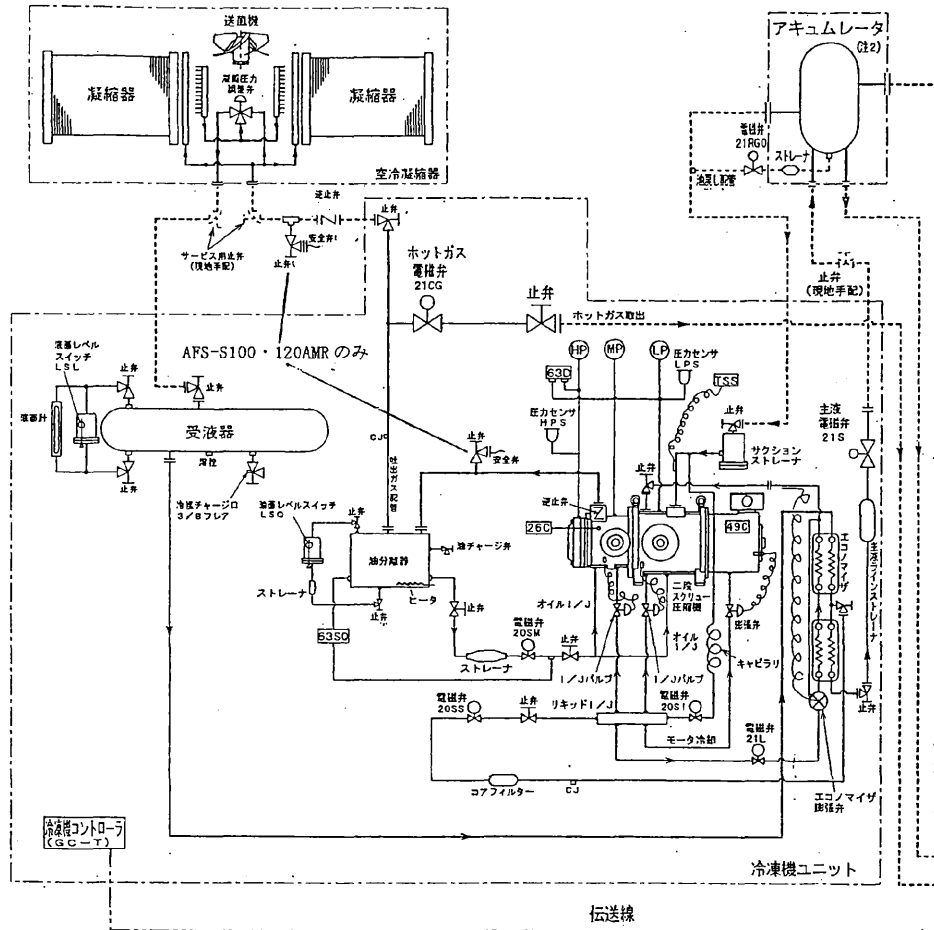 送風機
凝縮圧力
調整弁
凝縮器
凝縮器
空冷凝縮器
アキュムレータ
(注2)
電磁弁
21RGO
ストレーナ
油戻し配管
逆止弁
止弁
安全弁
止弁
サービス用止弁
(現地手配)
ホットガス
電磁弁
21CG
止弁
ホットガス取出
止弁
(現地手配)
AFS-S100・120AMR のみ
液面レベル
スイッチ
LSL
液面計
止弁
止弁
受液器
溶栓
止弁
冷媒チャージ口
3/8フレア
CJ
吐出ガス配管
HP
MP
LP
63D
圧力センサ
LPS
圧力センサ
HPS
TSS
止弁
サクション
ストレーナ
主液
電磁弁
21S
止弁
安全弁
止弁
逆止弁
26C
49C
油面レベルスイッチ
LSO
止弁
油分離器
油チャージ弁
ヒータ
ストレーナ
止弁
止弁
63SO
ストレーナ
電磁弁
20SM
止弁
オイルI/J
二段
スクリュー
圧縮機
膨張弁
オイル
I/J
キャピラリ
I/Jバルブ
I/Jバルブ
エコノマイザ
主液ラインストレーナ
止弁
止弁
電磁弁
20SS
止弁
リキッドI/J
電磁弁
20SI
モータ冷却
電磁弁
21L
コアフィルター
CJ
エコノマイザ
膨張弁
冷凍機コントローラ
(GC-T)
冷凍機ユニット
伝送線